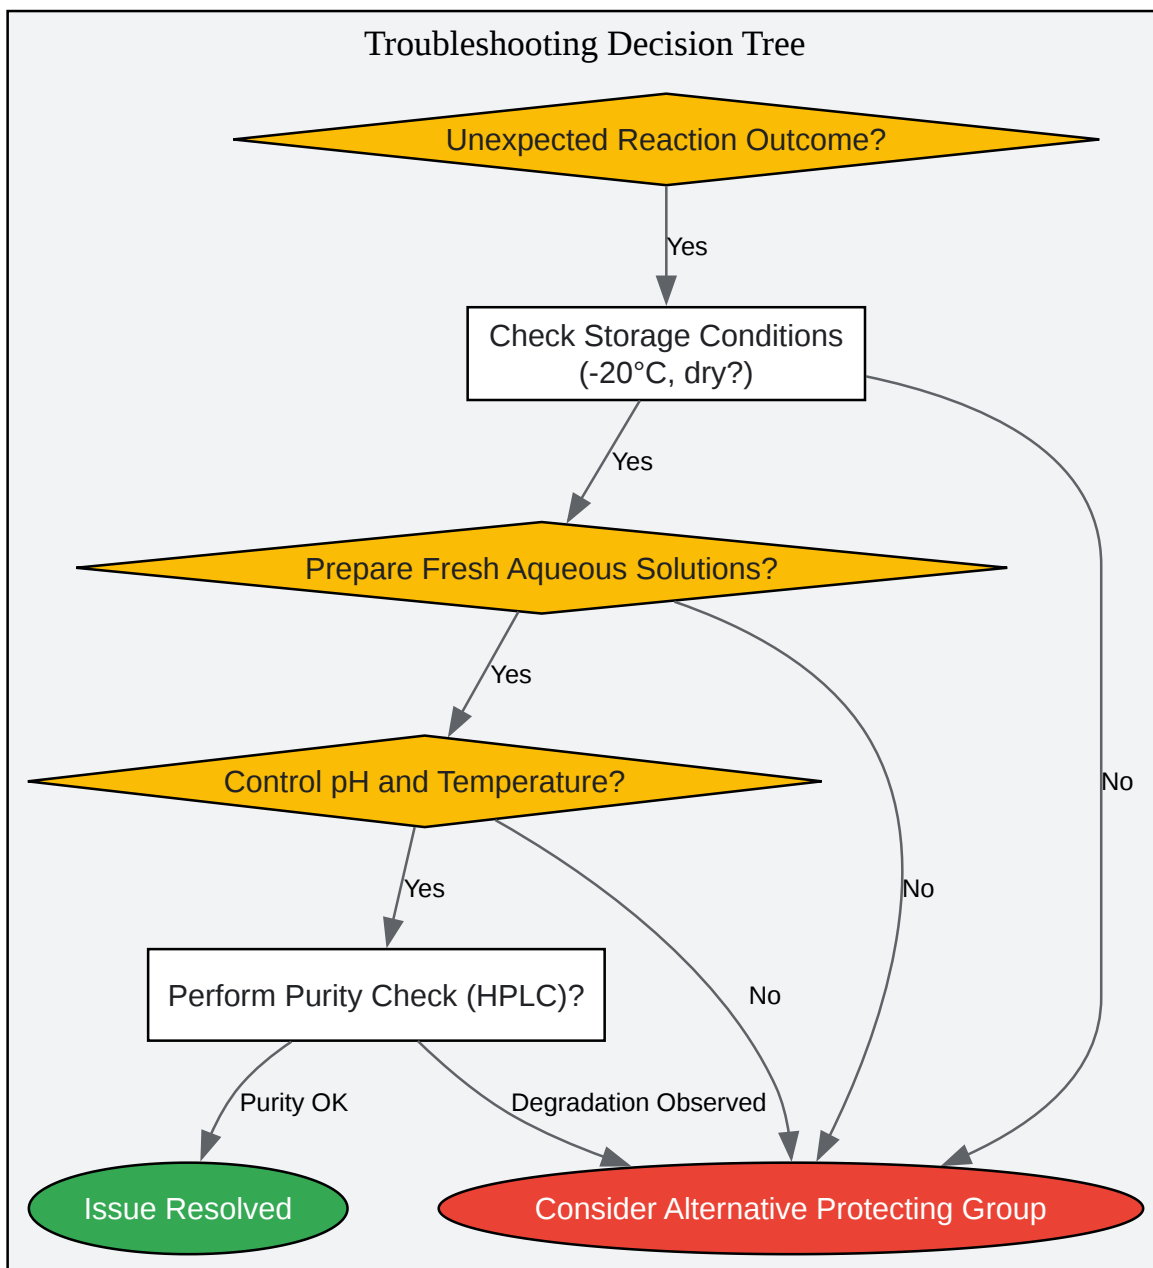 Troubleshooting Decision Tree
Unexpected Reaction Outcome?
Yes
Check Storage Conditions
(-20°C, dry?)
Yes
Prepare Fresh Aqueous Solutions?
Yes
Control pH and Temperature?
No
Yes
No
Perform Purity Check (HPLC)?
No
Purity OK
Degradation Observed
Issue Resolved
Consider Alternative Protecting Group